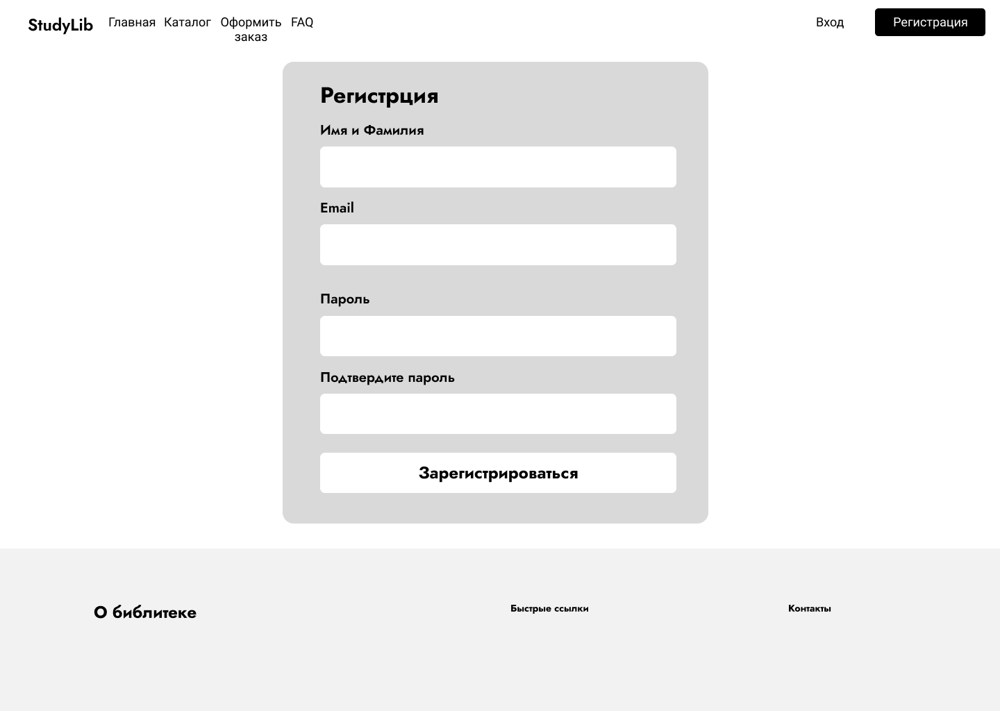 StudyLib
Главная
Каталог
Оформить
заказ
FAQ
Вход
Регистрация
Регистрция
Имя и Фамилия
Email
Пароль
Подтвердите пароль
Зарегистрироваться
О библитеке
Быстрые ссылки
Контакты